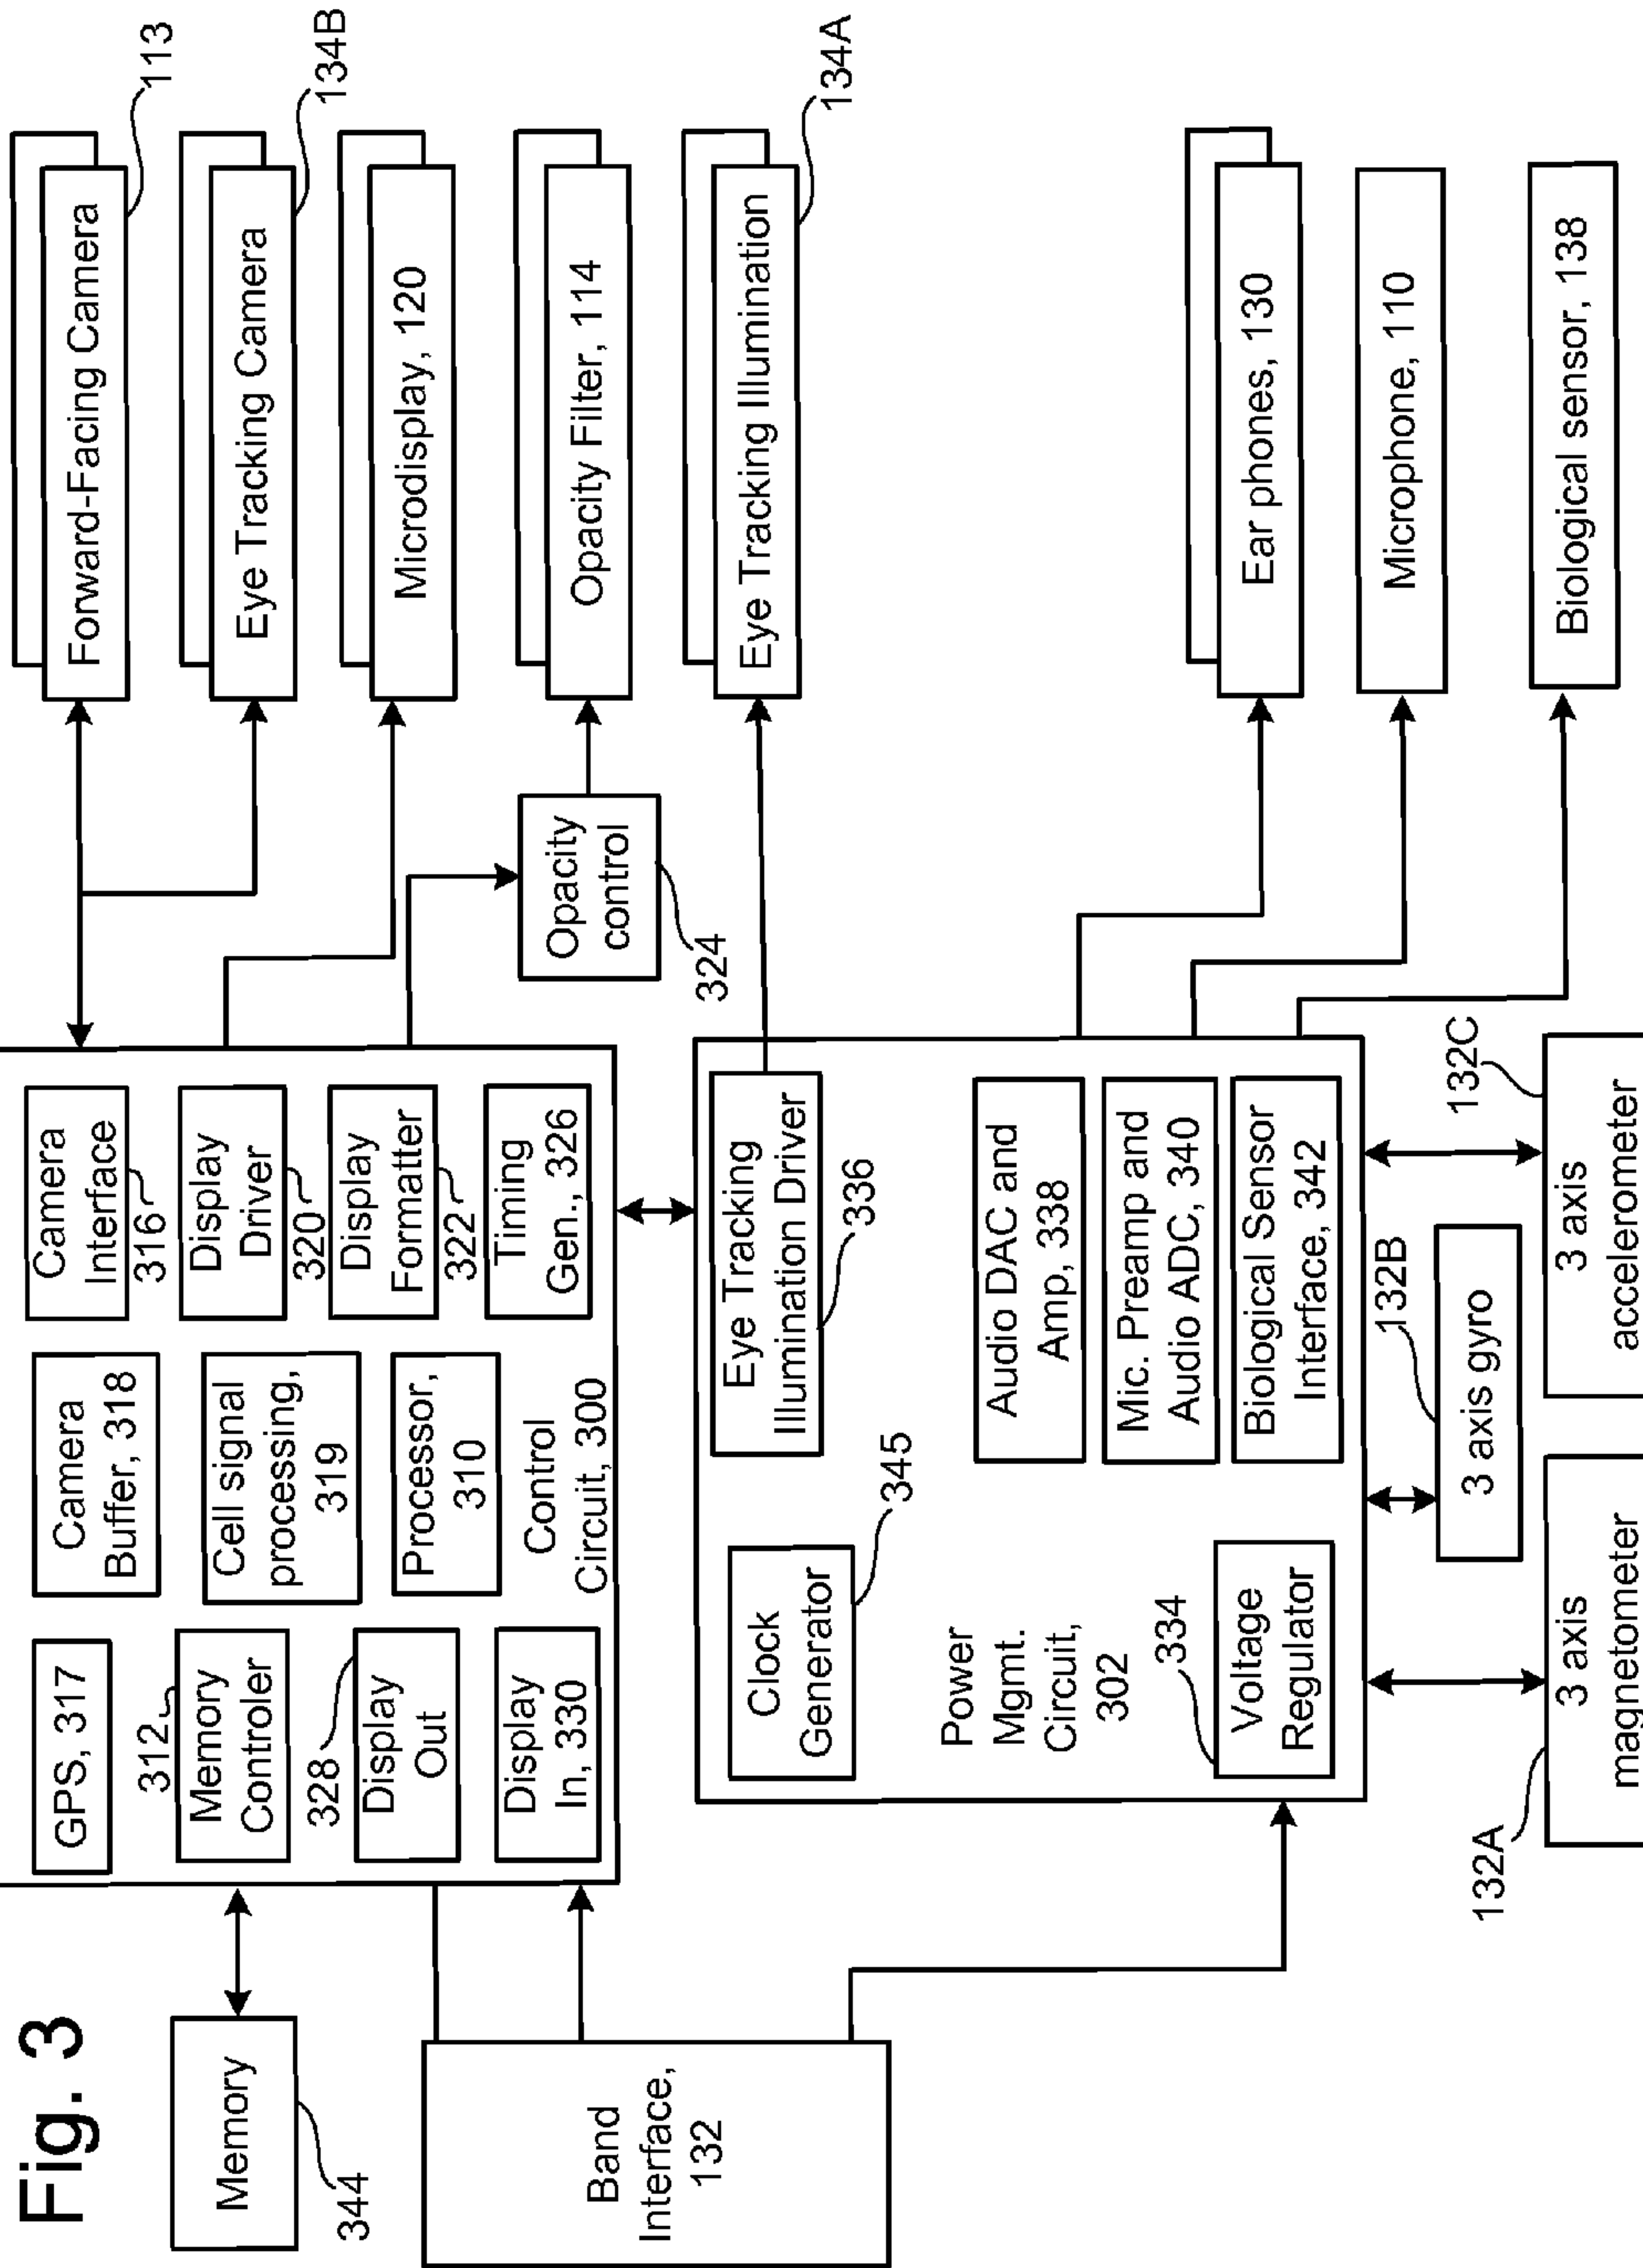 Fig. 3
Memory
344
Band
Interface,
132
GPS, 317
312
Memory
Controler
328
Display
Out
Display
In, 330
Camera
Buffer, 318
Cell signal
processing,
319
Processor,
310
Control
Circuit, 300
Camera
Interface
316
Display
Driver
320
Display
Formatter
322
Timing
Gen., 326
Opacity
control
324
Forward-Facing Camera
113
Eye Tracking Camera
134B
Microdisplay, 120
Opacity Filter, 114
Eye Tracking Illumination
134A
Clock
Generator
345
Eye Tracking
Illumination Driver
336
Power
Mgmt.
Circuit,
302
334
Voltage
Regulator
Audio DAC and
Amp, 338
Mic. Preamp and
Audio ADC, 340
Biological Sensor
Interface, 342
Ear phones, 130
Microphone, 110
Biological sensor, 138
132A
3 axis
magnetometer
132B
3 axis gyro
132C
3 axis
accelerometer